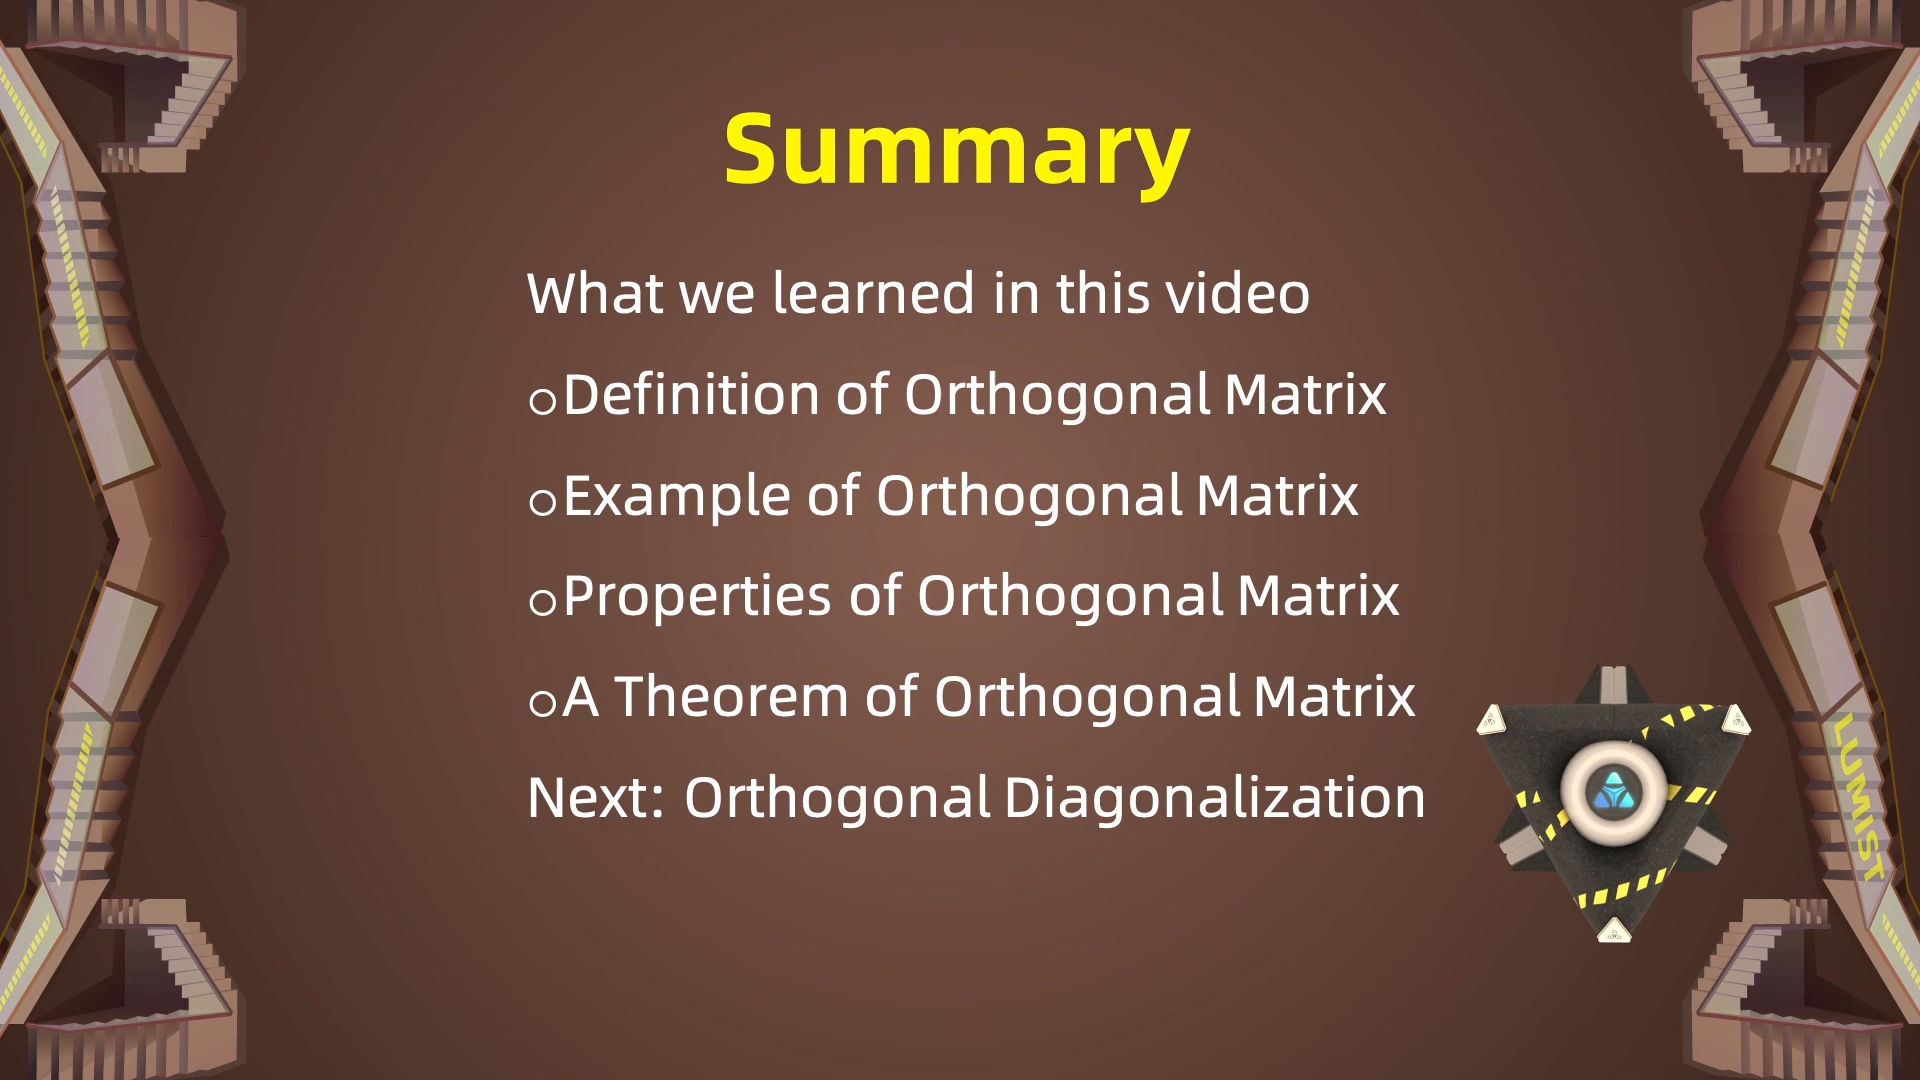 Summary
What we learned in this video
○Definition of Orthogonal Matrix
○Example of Orthogonal Matrix
○Properties of Orthogonal Matrix
○A Theorem of Orthogonal Matrix
Next: Orthogonal Diagonalization
LUMIST